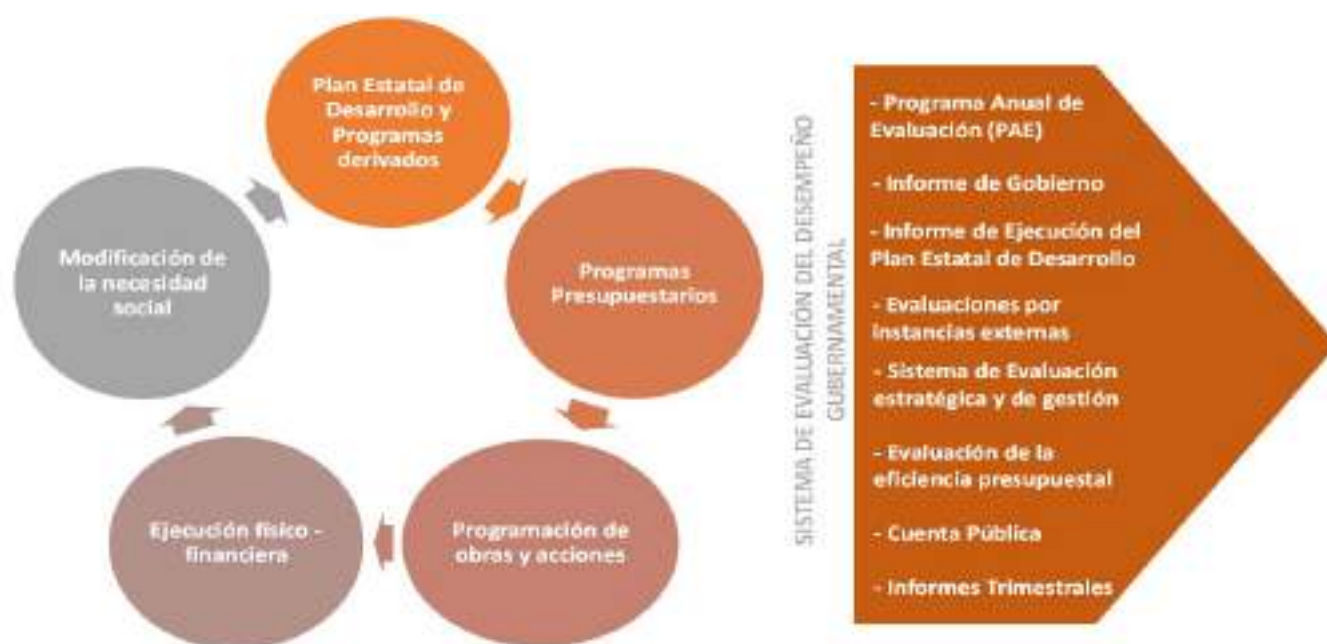 Plan Estatal de
Desarrollo y
Programas
derivados
Programas
Presupuestarios
Programación de
obras y acciones
Ejecución físico -
financiera
Modificación de
la necesidad
social
SISTEMA DE EVALUACIÓN DEL DESEMPEÑO
GUBERNAMENTAL
- Programa Anual de
Evaluación (PAE)
- Informe de Gobierno
- Informe de Ejecución del
Plan Estatal de Desarrollo
- Evaluaciones por
instancias externas
- Sistema de Evaluación
estratégica y de gestión
- Evaluación de la
eficiencia presupuestal
- Cuenta Pública
- Informes Trimestrales